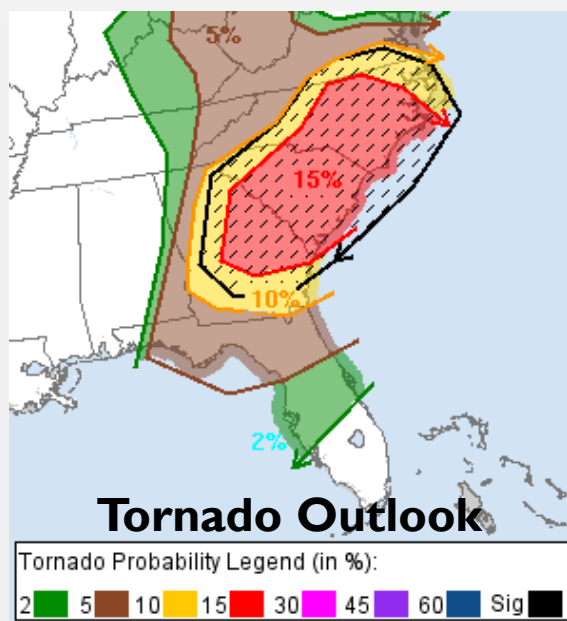 5%
15%
10%
2%
Tornado Outlook
Tornado Probability Legend (in %):
2 5 10 15 30 45 60 Sig